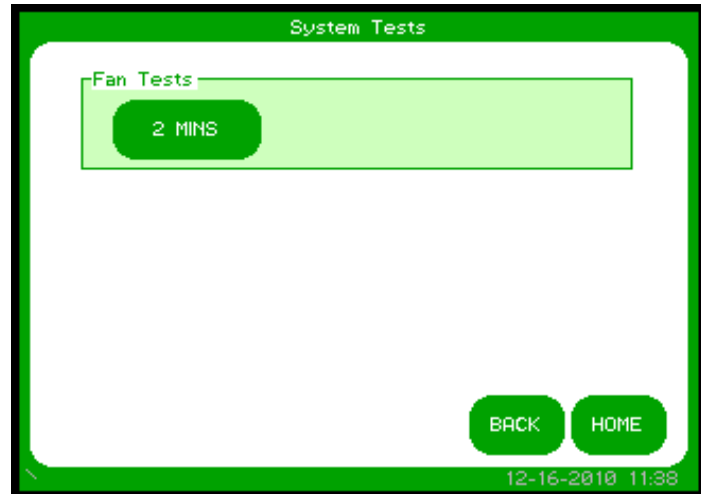 System Tests
Fan Tests
2 MINS
BACK HOME
12-16-2010 11:38